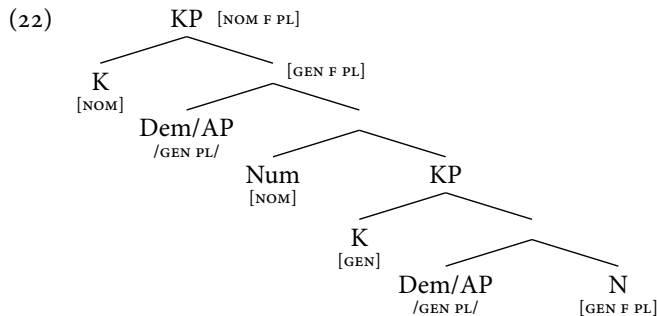 (22) KP [NOM F PL]
K [GEN F PL]
[NOM]
Dem/AP
/GEN PL/
Num KP
[NOM]
K
[GEN]
Dem/AP N
/GEN PL/ [GEN F PL]